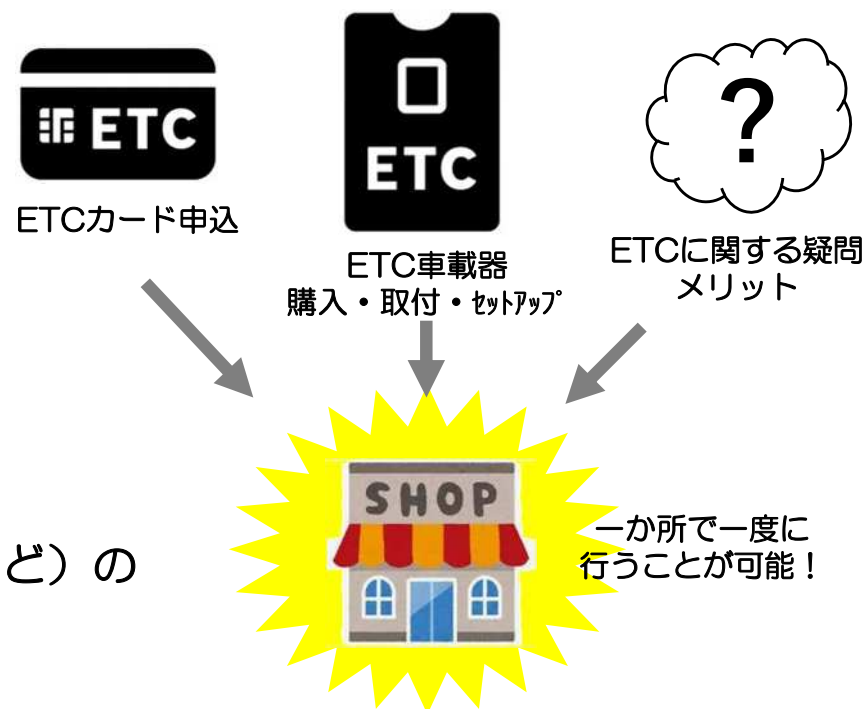 ETC
ETCカード申込
ETC
ETC車載器
購入・取付・ｾｯﾄｱｯﾌﾟ
?
ETCに関する疑問
メリット
SHOP
一か所で一度に
行うことが可能！
ど）の